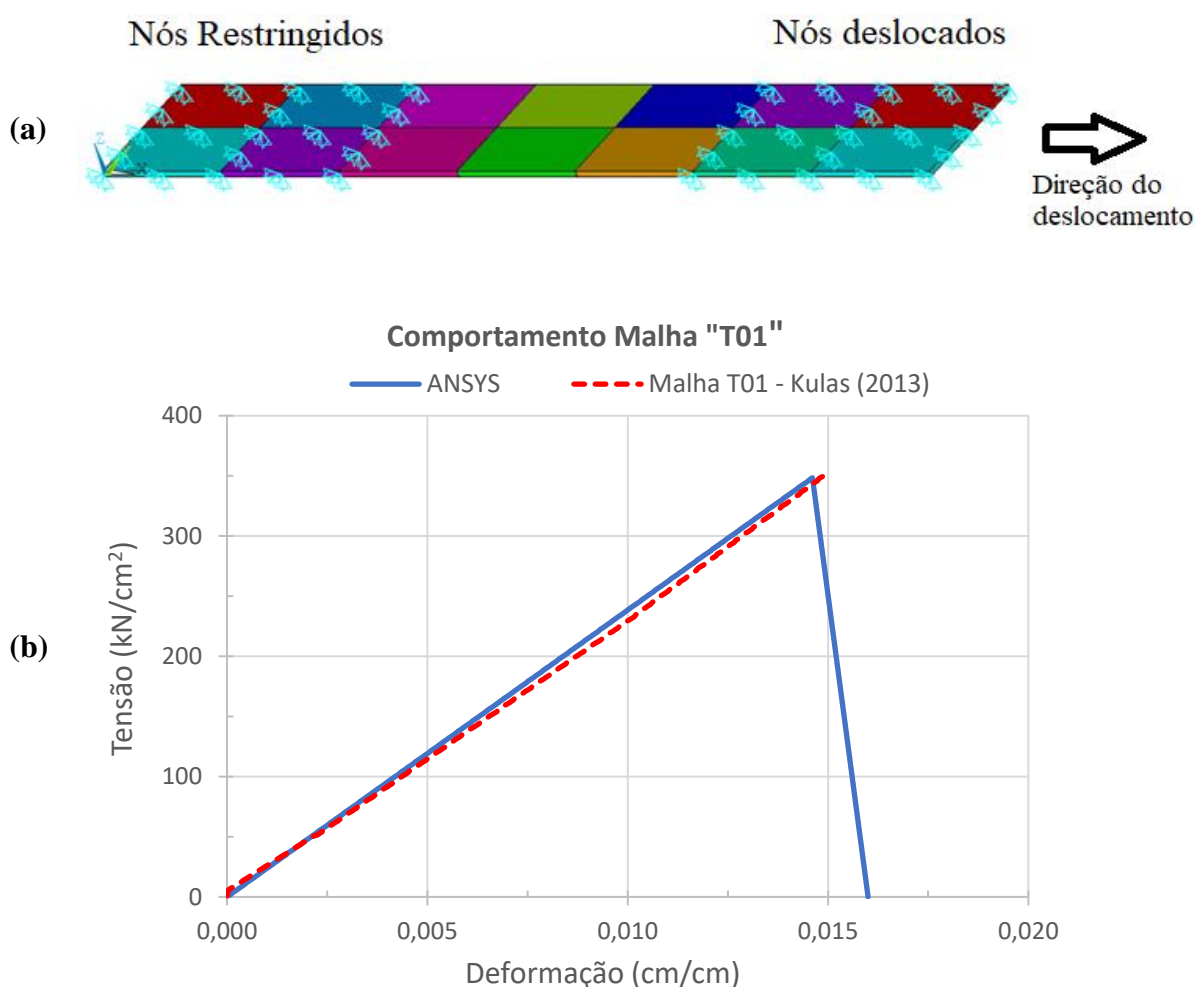 Nós Restringidos
Nós deslocados
(a)
Z
X
Direção do
deslocamento
Comportamento Malha "T01"
ANSYS
Malha T01 - Kulas (2013)
(b)
Tensão (kN/cm²)
400
300
200
100
0
0,000
0,005
0,010
0,015
0,020
Deformação (cm/cm)